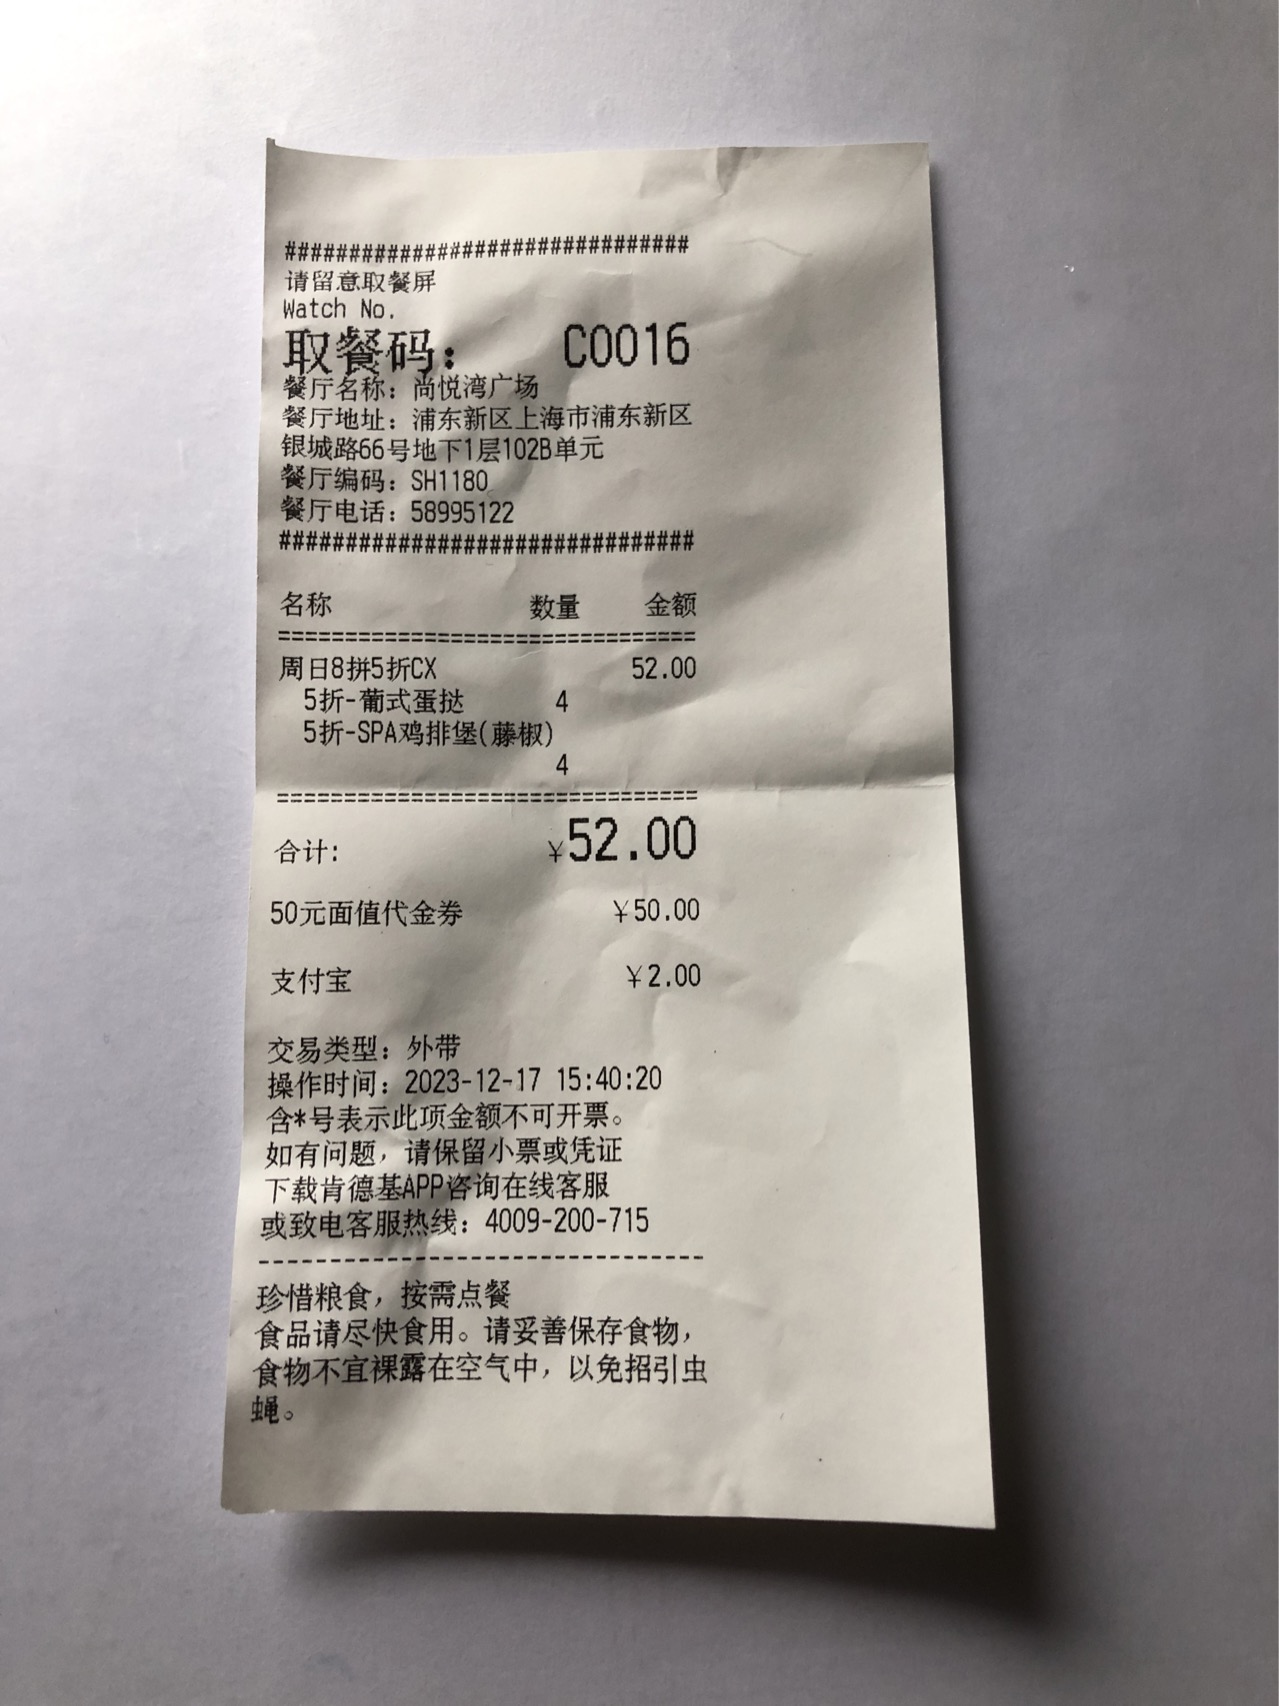 ################################
请留意取餐屏
Watch No.
取餐码： C0016
餐厅名称：尚悦湾广场
餐厅地址：浦东新区上海市浦东新区
银城路66号地下1层102B单元
餐厅编码：SH1180
餐厅电话：58995122
################################
名称 数量 金额
================================
周日8拼5折CX 52.00
5折-葡式蛋挞 4
5折-SPA鸡排堡(藤椒)
4
================================
合计: ￥52.00
50元面值代金券 ￥50.00
支付宝 ￥2.00
交易类型：外带
操作时间：2023-12-17 15:40:20
含*号表示此项金额不可开票。
如有问题，请保留小票或凭证
下载肯德基APP咨询在线客服
或致电客服热线：4009-200-715
--------------------------------
珍惜粮食，按需点餐
食品请尽快食用。请妥善保存食物，
食物不宜裸露在空气中，以免招引虫
蝇。